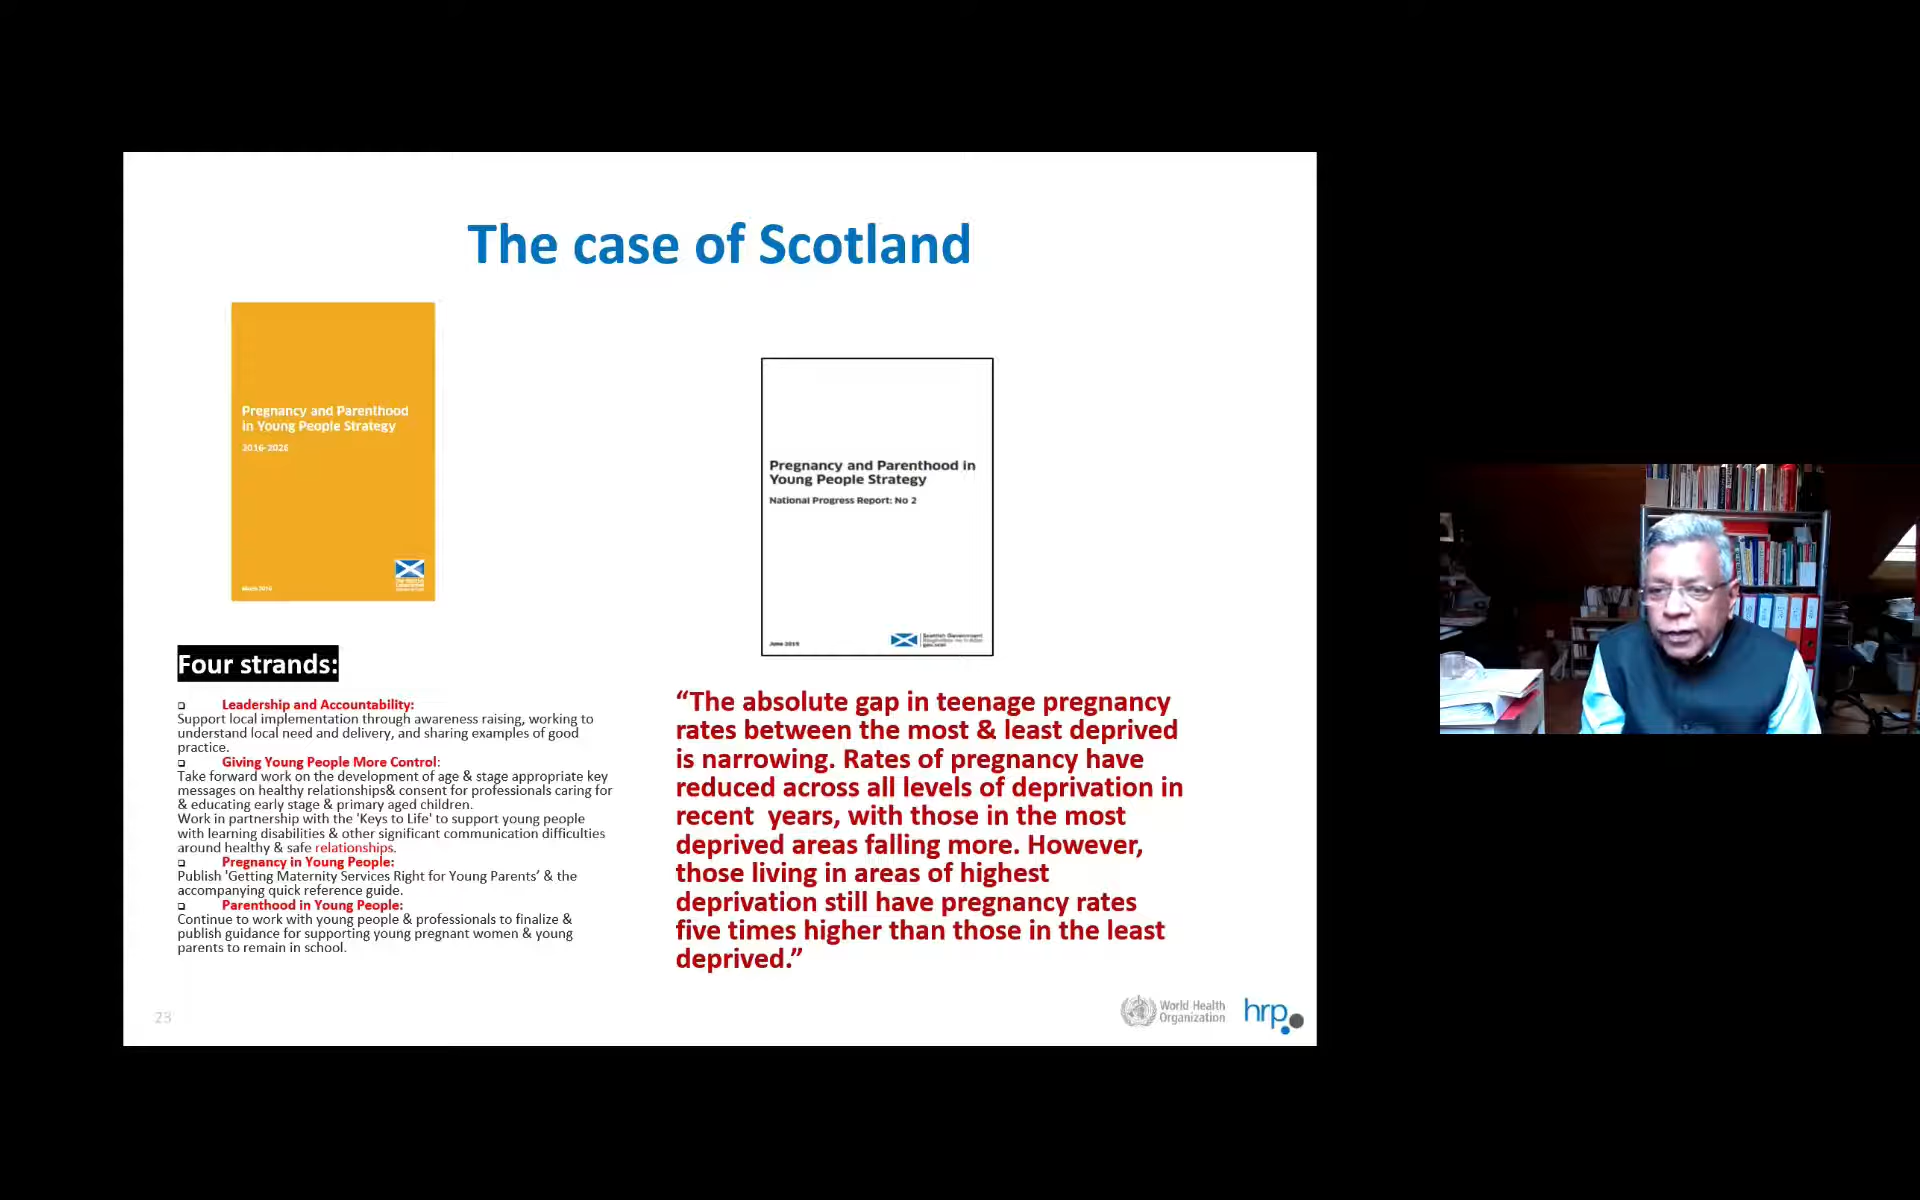 The case of Scotland
Pregnancy and Parenthood
in Young People Strategy
2016-2026
March 2016
Pregnancy and Parenthood in
Young People Strategy
National Progress Report: No 2
June 2019
Scottish Government
gov.scot
Four strands:
Leadership and Accountability:
Support local implementation through awareness raising, working to
understand local need and delivery, and sharing examples of good
practice.
Giving Young People More Control:
Take forward work on the development of age & stage appropriate key
messages on healthy relationships& consent for professionals caring for
& educating early stage & primary aged children.
Work in partnership with the 'Keys to Life' to support young people
with learning disabilities & other significant communication difficulties
around healthy & safe relationships.
Pregnancy in Young People:
Publish 'Getting Maternity Services Right for Young Parents’ & the
accompanying quick reference guide.
Parenthood in Young People:
Continue to work with young people & professionals to finalize &
publish guidance for supporting young pregnant women & young
parents to remain in school.
“The absolute gap in teenage pregnancy
rates between the most & least deprived
is narrowing. Rates of pregnancy have
reduced across all levels of deprivation in
recent  years, with those in the most
deprived areas falling more. However,
those living in areas of highest
deprivation still have pregnancy rates
five times higher than those in the least
deprived.”
23
World Health
Organization
hrp